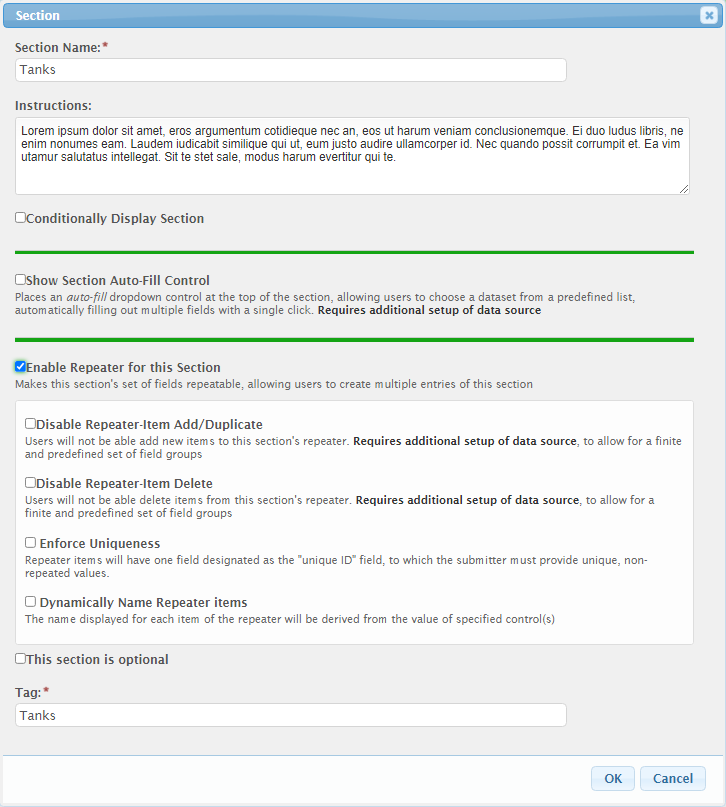 Section
Section Name:*
Tanks
Instructions:
Lorem ipsum dolor sit amet, eros argumentum cotidieque nec an, eos ut harum veniam conclusionemque. Ei duo ludus libris, ne
enim nonumes eam. Laudem iudicabit similique qui ut, eum justo audire ullamcorper id. Nec quando possit corrumpit et. Ea vim
utamur salutatus intellegat. Sit te stet sale, modus harum evertitur qui te.
Conditionally Display Section
Show Section Auto-Fill Control
Places an auto-fill dropdown control at the top of the section, allowing users to choose a dataset from a predefined list,
automatically filling out multiple fields with a single click. Requires additional setup of data source
Enable Repeater for this Section
Makes this section's set of fields repeatable, allowing users to create multiple entries of this section
Disable Repeater-Item Add/Duplicate
Users will not be able add new items to this section's repeater. Requires additional setup of data source, to allow for a finite
and predefined set of field groups
Disable Repeater-Item Delete
Users will not be able delete items from this section's repeater. Requires additional setup of data source, to allow for a
finite and predefined set of field groups
Enforce Uniqueness
Repeater items will have one field designated as the "unique ID" field, to which the submitter must provide unique, non-
repeated values.
Dynamically Name Repeater items
The name displayed for each item of the repeater will be derived from the value of specified control(s)
This section is optional
Tag:*
Tanks
OK Cancel